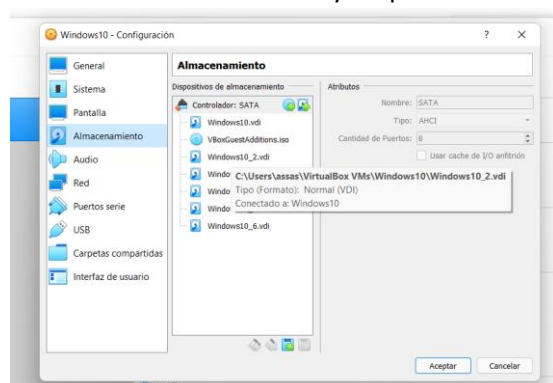 Windows10 - Configuración
General
Sistema
Pantalla
Almacenamiento
Audio
Red
Puertos serie
USB
Carpetas compartidas
Interfaz de usuario
Almacenamiento
Dispositivos de almacenamiento
Controlador: SATA
Windows10.vdi
VBoxGuestAdditions.iso
Windows10_2.vdi
Windows10_6.vdi
C:\Users\assas\VirtualBox VMs\Windows10\Windows10_2.vdi
Tipo (Formato): Normal (VDI)
Conectado a: Windows10
Atributos
Nombre: SATA
Tipo: AHCI
Cantidad de Puertos: 8
Usar cache de I/O anfitrión
Aceptar
Cancelar